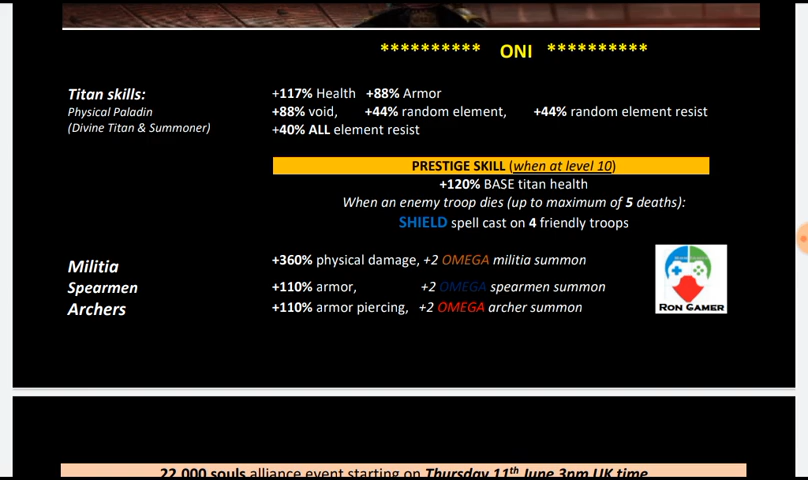 ********** ONI **********
Titan skills: +117% Health +88% Armor
Physical Paladin +88% void, +44% random element, +44% random element resist
(Divine Titan & Summoner) +40% ALL element resist
PRESTIGE SKILL (when at level 10)
+120% BASE titan health
When an enemy troop dies (up to maximum of 5 deaths):
SHIELD spell cast on 4 friendly troops
Militia +360% physical damage, +2 OMEGA militia summon
Spearmen +110% armor, +2 OMEGA spearmen summon
Archers +110% armor piercing, +2 OMEGA archer summon
RON GAMER
22,000 souls alliance event starting on Thursday 11th June 3pm UK time